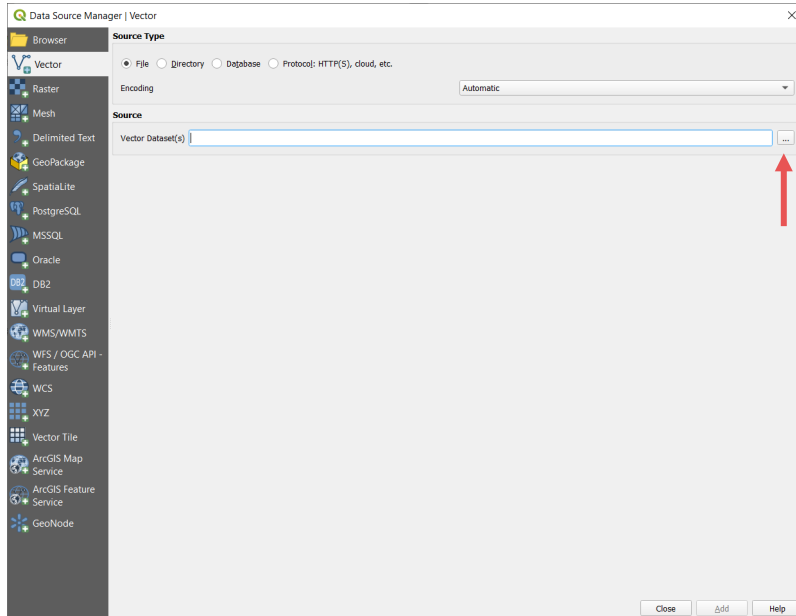 Data Source Manager | Vector
Browser
Vector
Raster
Mesh
Delimited Text
GeoPackage
SpatiaLite
PostgreSQL
MSSQL
Oracle
DB2
DB2
Virtual Layer
WMS/WMTS
WFS / OGC API -
Features
WCS
XYZ
Vector Tile
ArcGIS Map
Service
ArcGIS Feature
Service
GeoNode
Source Type
File Directory Database Protocol: HTTP(S), cloud, etc.
Encoding Automatic
Source
Vector Dataset(s) ...
Close Add Help